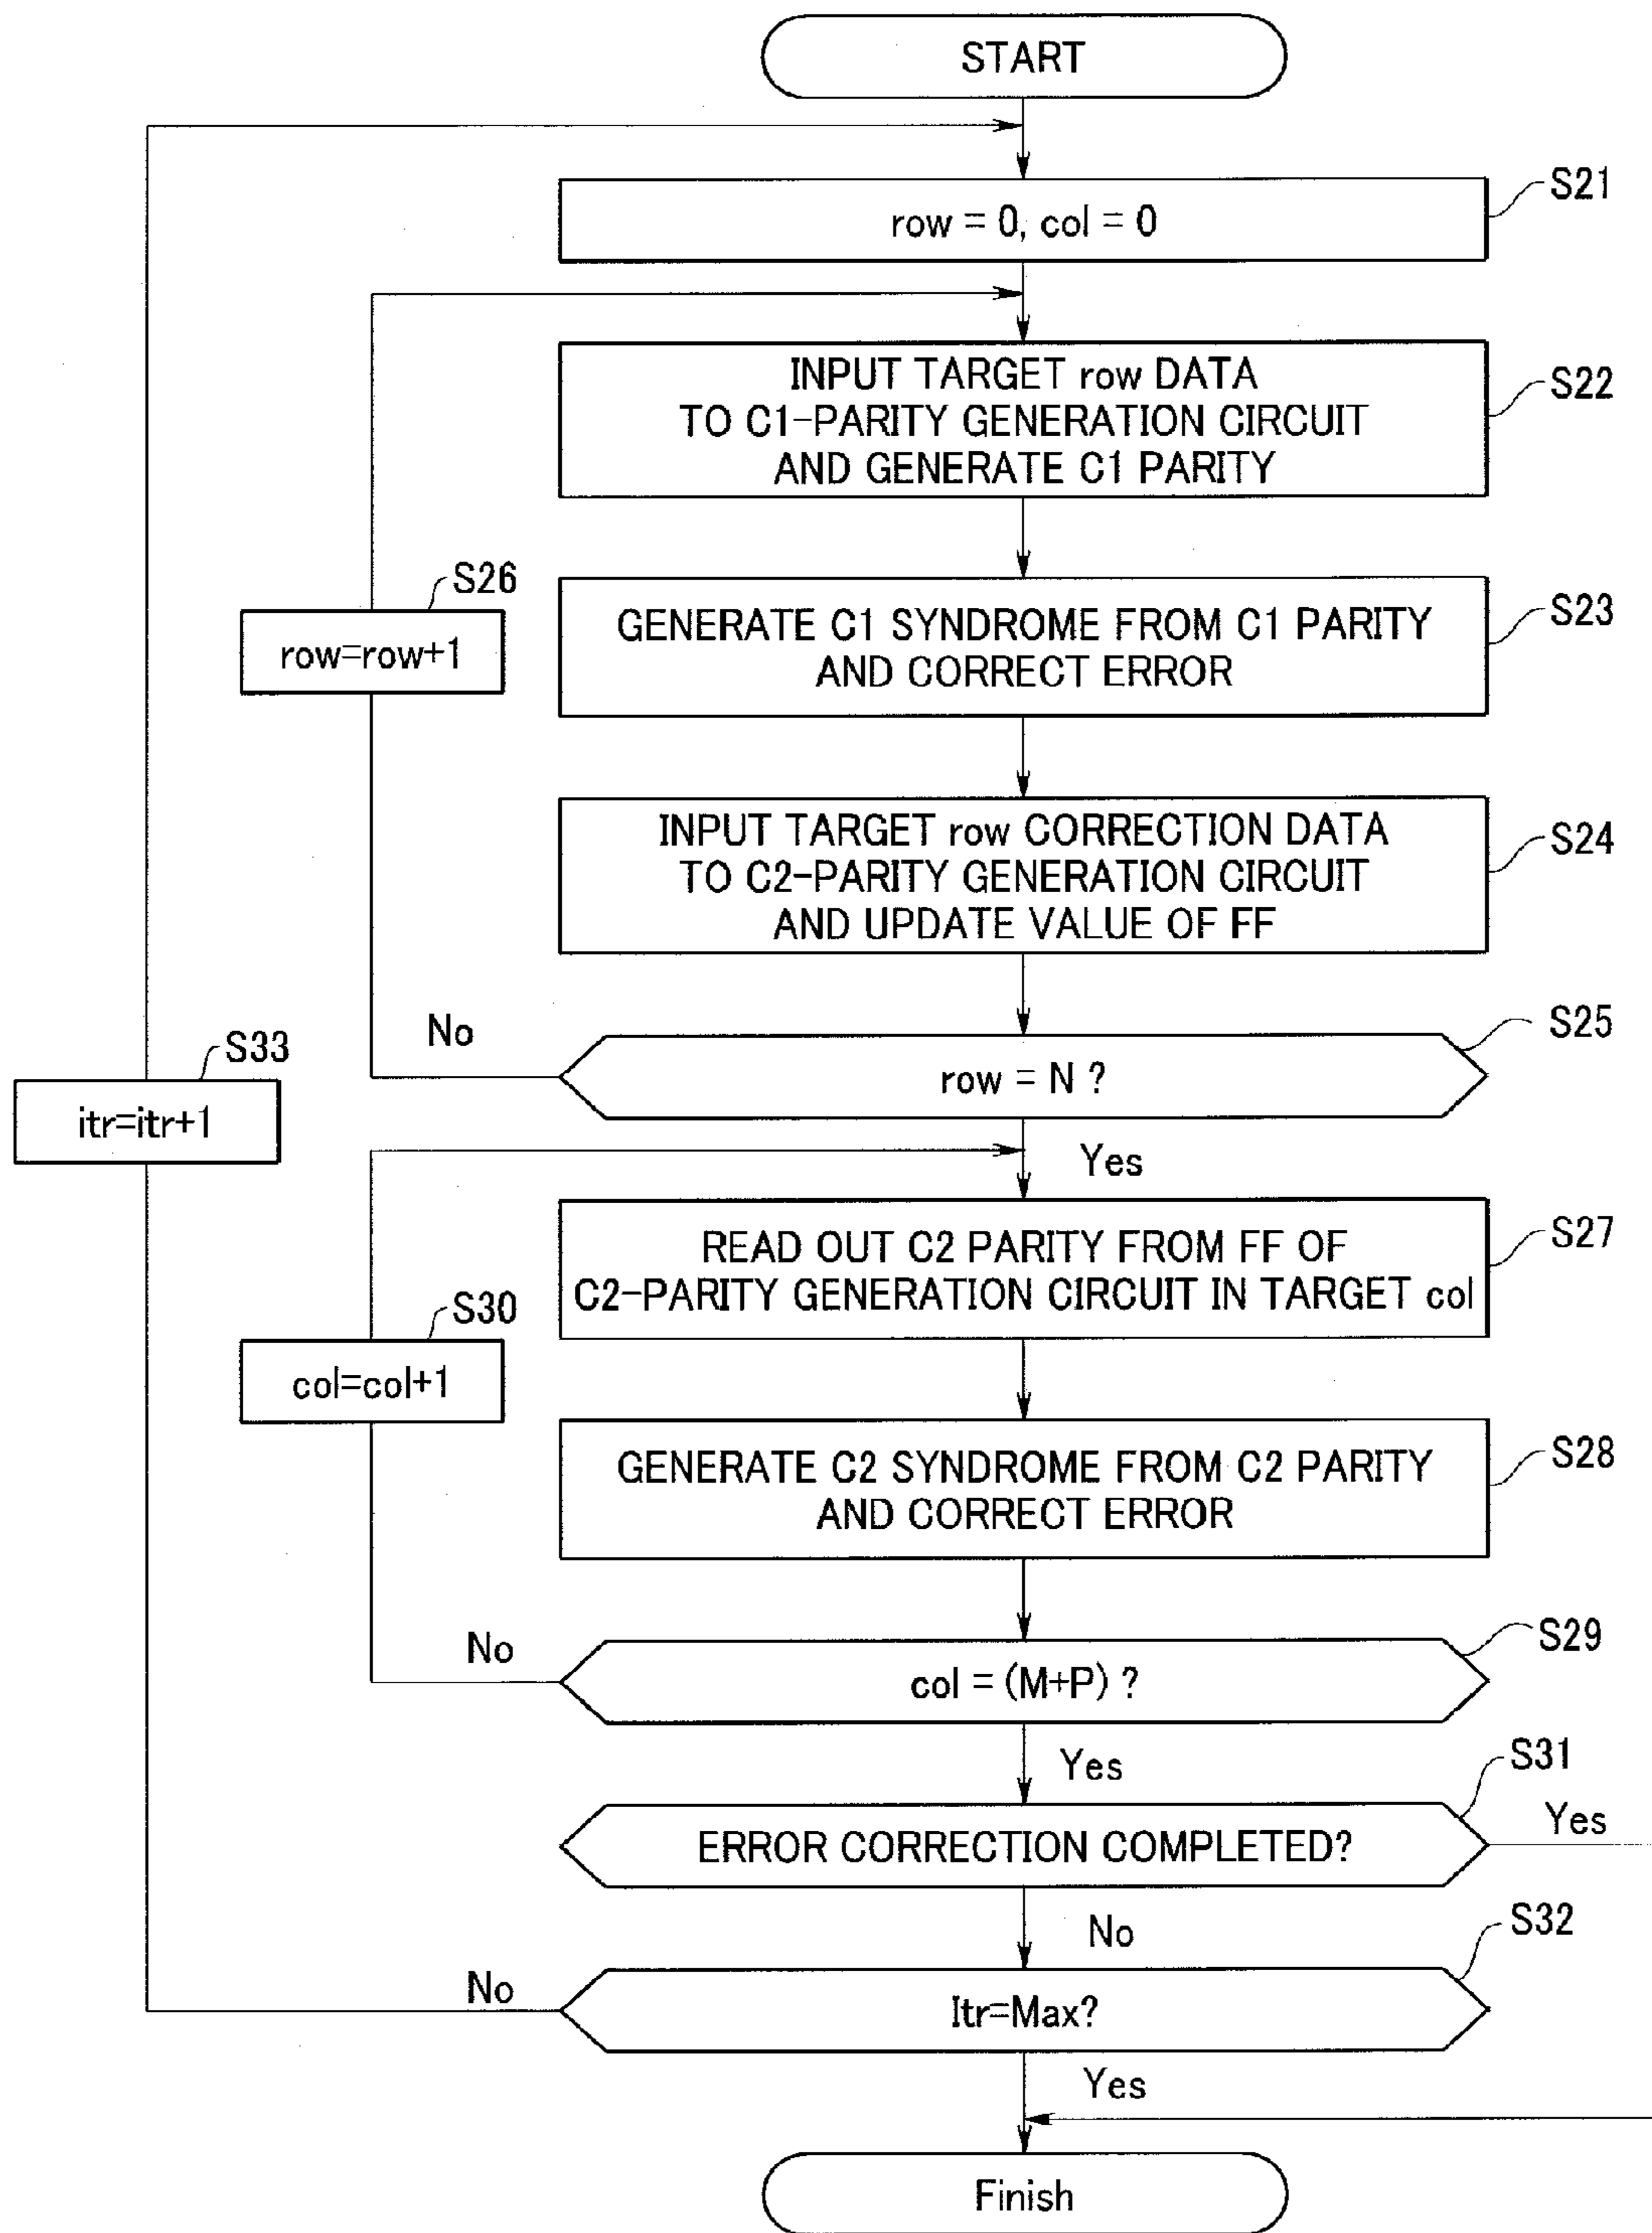 START
S21
row = 0, col = 0
S22
INPUT TARGET row DATA
TO C1-PARITY GENERATION CIRCUIT
AND GENERATE C1 PARITY
S23
GENERATE C1 SYNDROME FROM C1 PARITY
AND CORRECT ERROR
S26
row=row+1
S24
INPUT TARGET row CORRECTION DATA
TO C2-PARITY GENERATION CIRCUIT
AND UPDATE VALUE OF FF
S25
No
row = N ?
Yes
S33
itr=itr+1
S27
READ OUT C2 PARITY FROM FF OF
C2-PARITY GENERATION CIRCUIT IN TARGET col
S30
col=col+1
S28
GENERATE C2 SYNDROME FROM C2 PARITY
AND CORRECT ERROR
S29
No
col = (M+P) ?
Yes
S31
Yes
ERROR CORRECTION COMPLETED?
No
S32
No
Itr=Max?
Yes
Finish